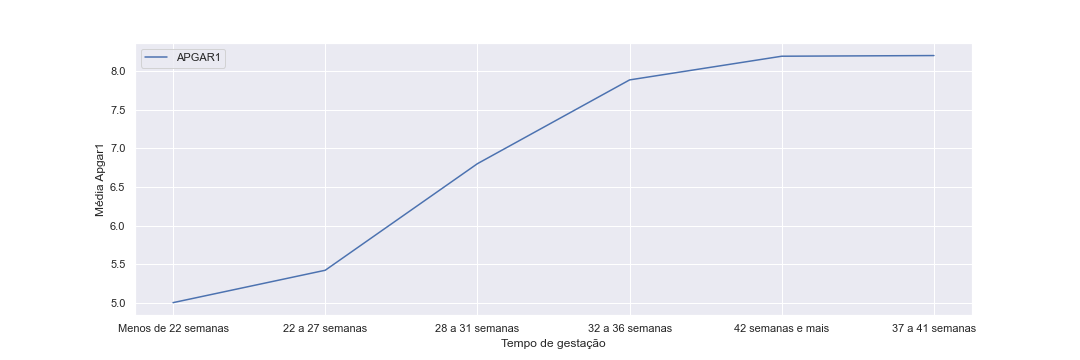 APGAR1
8.0
7.5
7.0
6.5
6.0
5.5
5.0
Média Apgar1
Menos de 22 semanas
22 a 27 semanas
28 a 31 semanas
32 a 36 semanas
42 semanas e mais
37 a 41 semanas
Tempo de gestação